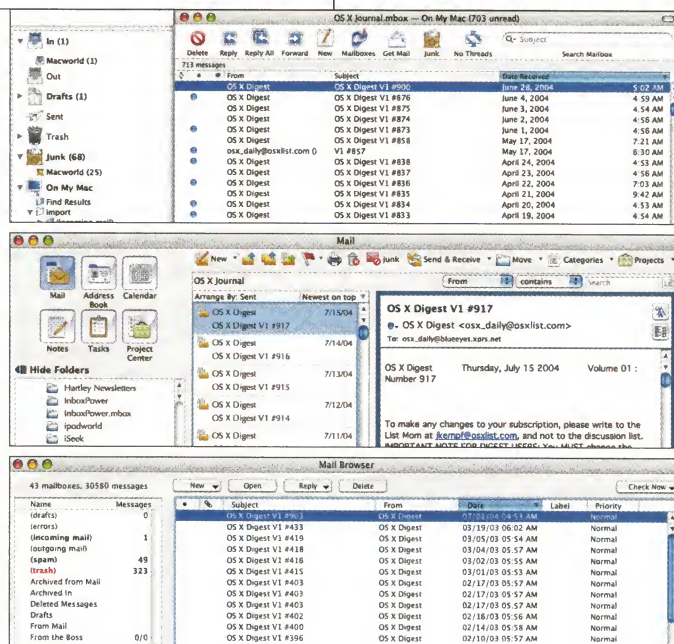 OS X Journal.mbox — On My Mac (703 unread)
In (1)
Macworld (1)
Out
Drafts (1)
Sent
Trash
Junk (68)
Macworld (25)
On My Mac
Find Results
Import
Delete Reply Reply All Forward New Mailboxes Get Mail Junk No Threads Subject Search Mailbox
713 messages
From Subject Date Received
OS X Digest OS X Digest V1 #900 June 28, 2004 5:02 AM
OS X Digest OS X Digest V1 #876 June 4, 2004 4:59 AM
OS X Digest OS X Digest V1 #875 June 3, 2004 4:54 AM
OS X Digest OS X Digest V1 #874 June 2, 2004 4:56 AM
OS X Digest OS X Digest V1 #873 June 1, 2004 4:56 AM
OS X Digest OS X Digest V1 #858 May 17, 2004 7:21 AM
osx_daily@osxlist.com () V1 #857 May 17, 2004 6:30 AM
OS X Digest OS X Digest V1 #838 April 24, 2004 4:53 AM
OS X Digest OS X Digest V1 #837 April 23, 2004 4:56 AM
OS X Digest OS X Digest V1 #836 April 22, 2004 7:03 AM
OS X Digest OS X Digest V1 #835 April 21, 2004 9:42 AM
OS X Digest OS X Digest V1 #834 April 20, 2004 4:53 AM
OS X Digest OS X Digest V1 #833 April 19, 2004 4:54 AM
Mail
Mail Address Book Calendar
Notes Tasks Project Center
Hide Folders
Hartley Newsletters
InboxPower
InboxPower.mbox
ipodworld
iSeek
New Junk Send & Receive Move Categories Projects
OS X Journal From contains Search
Arrange By: Sent Newest on top
OS X Digest 7/15/04
OS X Digest V1 #917
OS X Digest 7/14/04
OS X Digest V1 #916
OS X Digest 7/13/04
OS X Digest V1 #915
OS X Digest 7/12/04
OS X Digest V1 #914
OS X Digest 7/11/04
OS X Digest V1 #917
OS X Digest <osx_daily@osxlist.com>
To: osx_daily@blueeyes.xprs.net
OS X Digest Thursday, July 15 2004 Volume 01 :
Number 917
To make any changes to your subscription, please write to the
List Mom at jkempf@osxlist.com, and not to the discussion list.
IMPORTANT NOTE FOR DIGEST USERS: You MUST change the
Mail Browser
43 mailboxes, 30580 messages New Open Reply Delete Check Now
Name Messages
(drafts) 0
(errors)
(incoming mail) 1
(outgoing mail)
(spam) 49
(trash) 323
Archived from Mail
Archived In
Deleted Messages
Drafts
From Mail
From the Boss 0/0
Subject From Date Label Priority
OS X Digest V1 #903 OS X Digest 07/01/04 04:53 AM Normal
OS X Digest V1 #433 OS X Digest 03/19/03 06:02 AM Normal
OS X Digest V1 #419 OS X Digest 03/05/03 05:54 AM Normal
OS X Digest V1 #418 OS X Digest 03/04/03 05:57 AM Normal
OS X Digest V1 #416 OS X Digest 03/02/03 05:55 AM Normal
OS X Digest V1 #415 OS X Digest 03/01/03 05:53 AM Normal
OS X Digest V1 #403 OS X Digest 02/17/03 05:57 AM Normal
OS X Digest V1 #403 OS X Digest 02/17/03 05:57 AM Normal
OS X Digest V1 #403 OS X Digest 02/17/03 05:57 AM Normal
OS X Digest V1 #402 OS X Digest 02/16/03 05:56 AM Normal
OS X Digest V1 #400 OS X Digest 02/14/03 05:58 AM Normal
OS X Digest V1 #396 OS X Digest 02/10/03 05:57 AM Normal